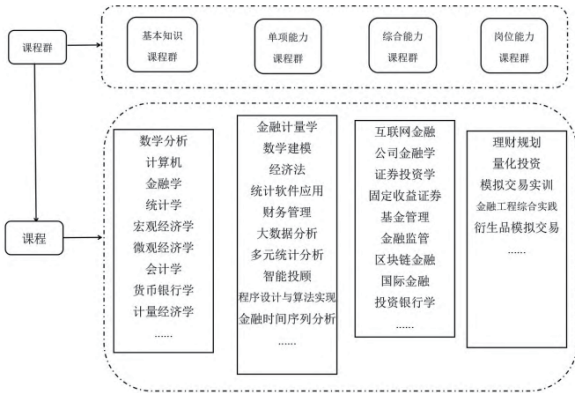 课程群
基本知识
课程群
单项能力
课程群
综合能力
课程群
岗位能力
课程群
课程
数学分析
计算机
金融学
统计学
宏观经济学
微观经济学
会计学
货币银行学
计量经济学
......
金融计量学
数学建模
经济法
统计软件应用
财务管理
大数据分析
多元统计分析
智能投顾
程序设计与算法实现
金融时间序列分析
......
互联网金融
公司金融学
证券投资学
固定收益证券
基金管理
金融监管
区块链金融
国际金融
投资银行学
......
理财规划
量化投资
模拟交易实训
金融工程综合实践
衍生品模拟交易
......